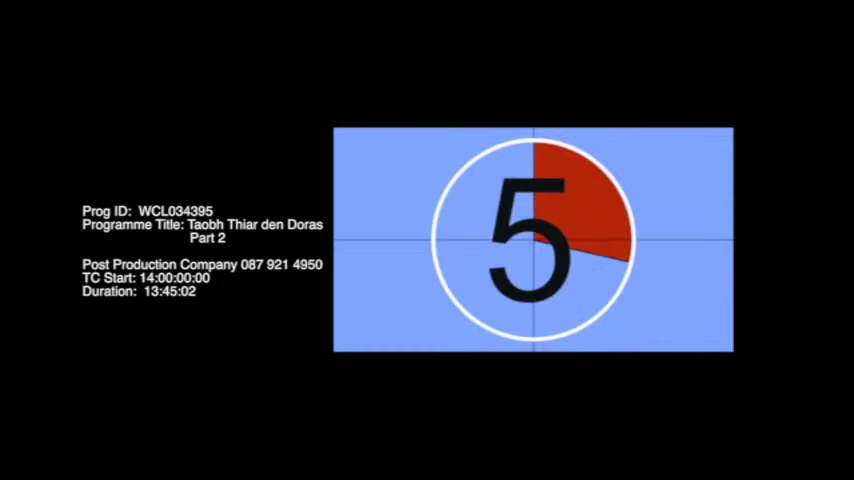 Prog ID: WCL034395
Programme Title: Taobh Thiar den Doras
Part 2
Post Production Company 087 921 4950
TC Start: 14:00:00:00
Duration: 13:45:02
5